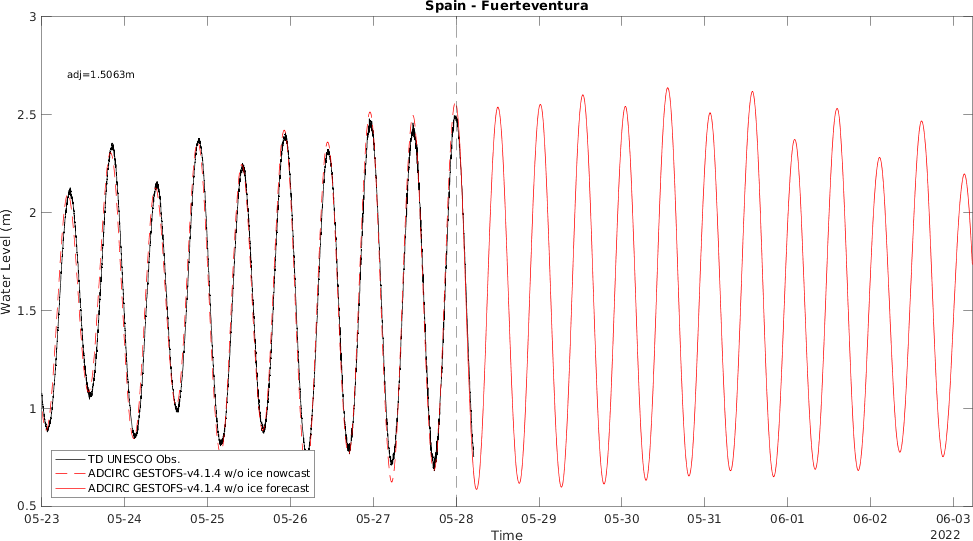 Spain - Fuerteventura
3
adj=1.5063m
2.5
2
Water Level (m)
1.5
1
TD UNESCO Obs.
ADCIRC GESTOFS-v4.1.4 w/o ice nowcast
ADCIRC GESTOFS-v4.1.4 w/o ice forecast
0.5
05-23 05-24 05-25 05-26 05-27 05-28 05-29 05-30 05-31 06-01 06-02 06-03
Time 2022